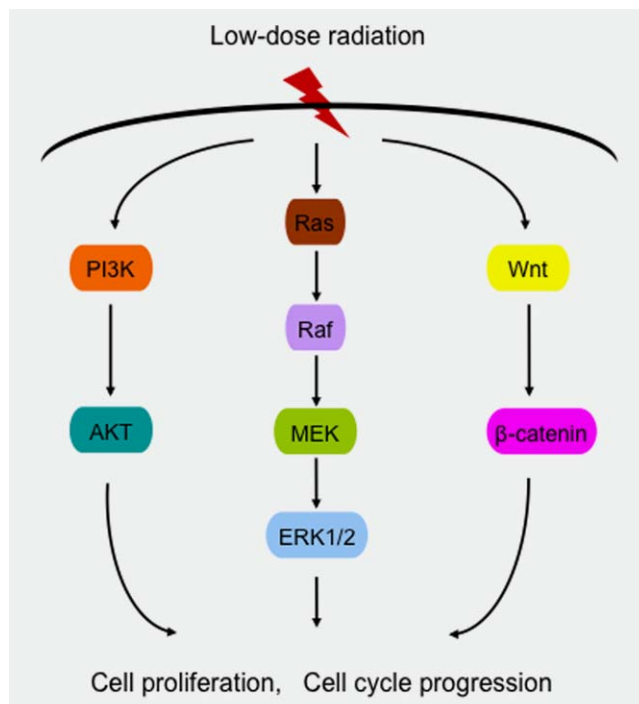 Low-dose radiation
Ras
PI3K
Wnt
Raf
AKT
MEK
β-catenin
ERK1/2
Cell proliferation, Cell cycle progression